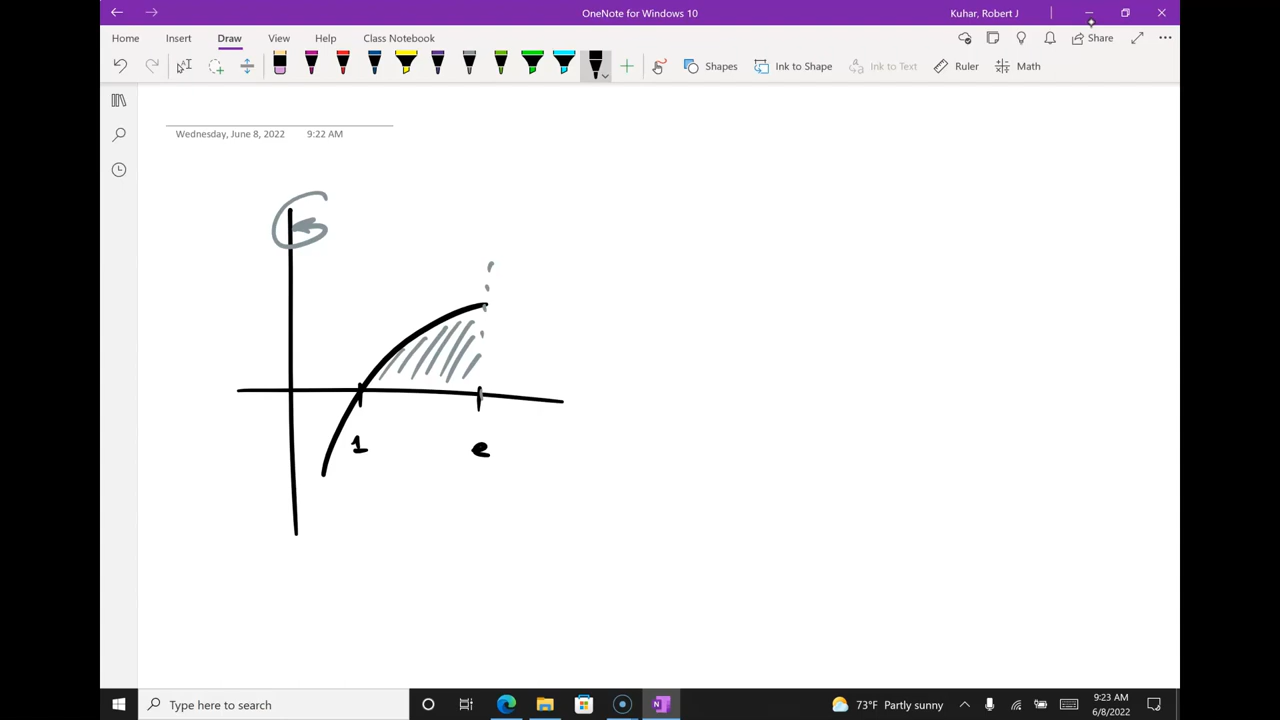 OneNote for Windows 10
Kuhar, Robert J
Home Insert Draw View Help Class Notebook
Share
Shapes Ink to Shape Ink to Text Ruler Math
Wednesday, June 8, 2022 9:22 AM
1 e
Type here to search
73°F Partly sunny
9:23 AM
6/8/2022